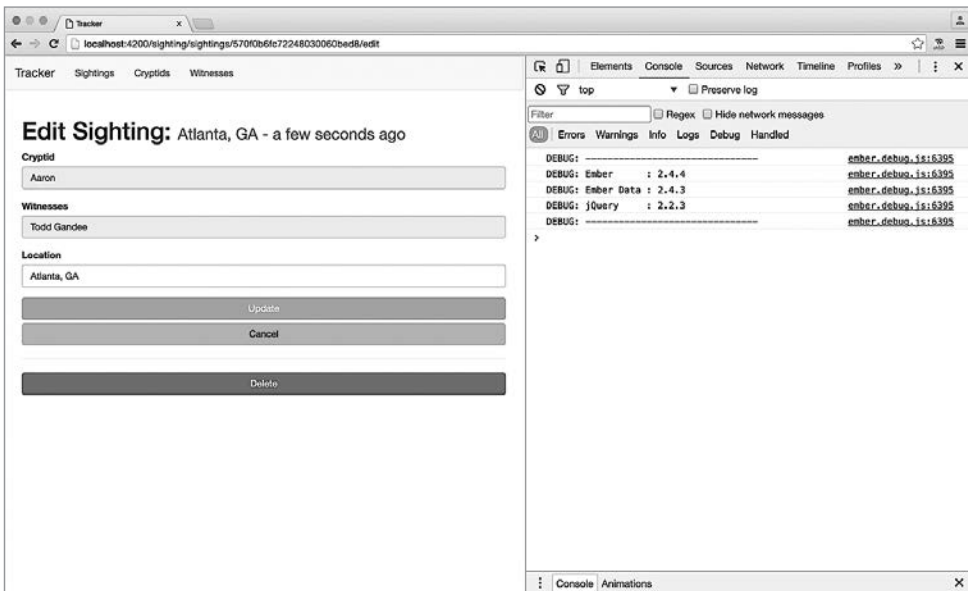 Tracker
localhost:4200/sighting/sightings/570f0b6fc72248030060bed8/edit
Tracker Sightings Cryptids Witnesses
Edit Sighting: Atlanta, GA - a few seconds ago
Cryptid
Aaron
Witnesses
Todd Gandee
Location
Atlanta, GA
Update
Cancel
Delete
Elements Console Sources Network Timeline Profiles »
top Preserve log
Filter Regex Hide network messages
All Errors Warnings Info Logs Debug Handled
DEBUG: ------------------------------- ember.debug.js:6395
DEBUG: Ember : 2.4.4 ember.debug.js:6395
DEBUG: Ember Data : 2.4.3 ember.debug.js:6395
DEBUG: jQuery : 2.2.3 ember.debug.js:6395
DEBUG: ------------------------------- ember.debug.js:6395
>
Console Animations